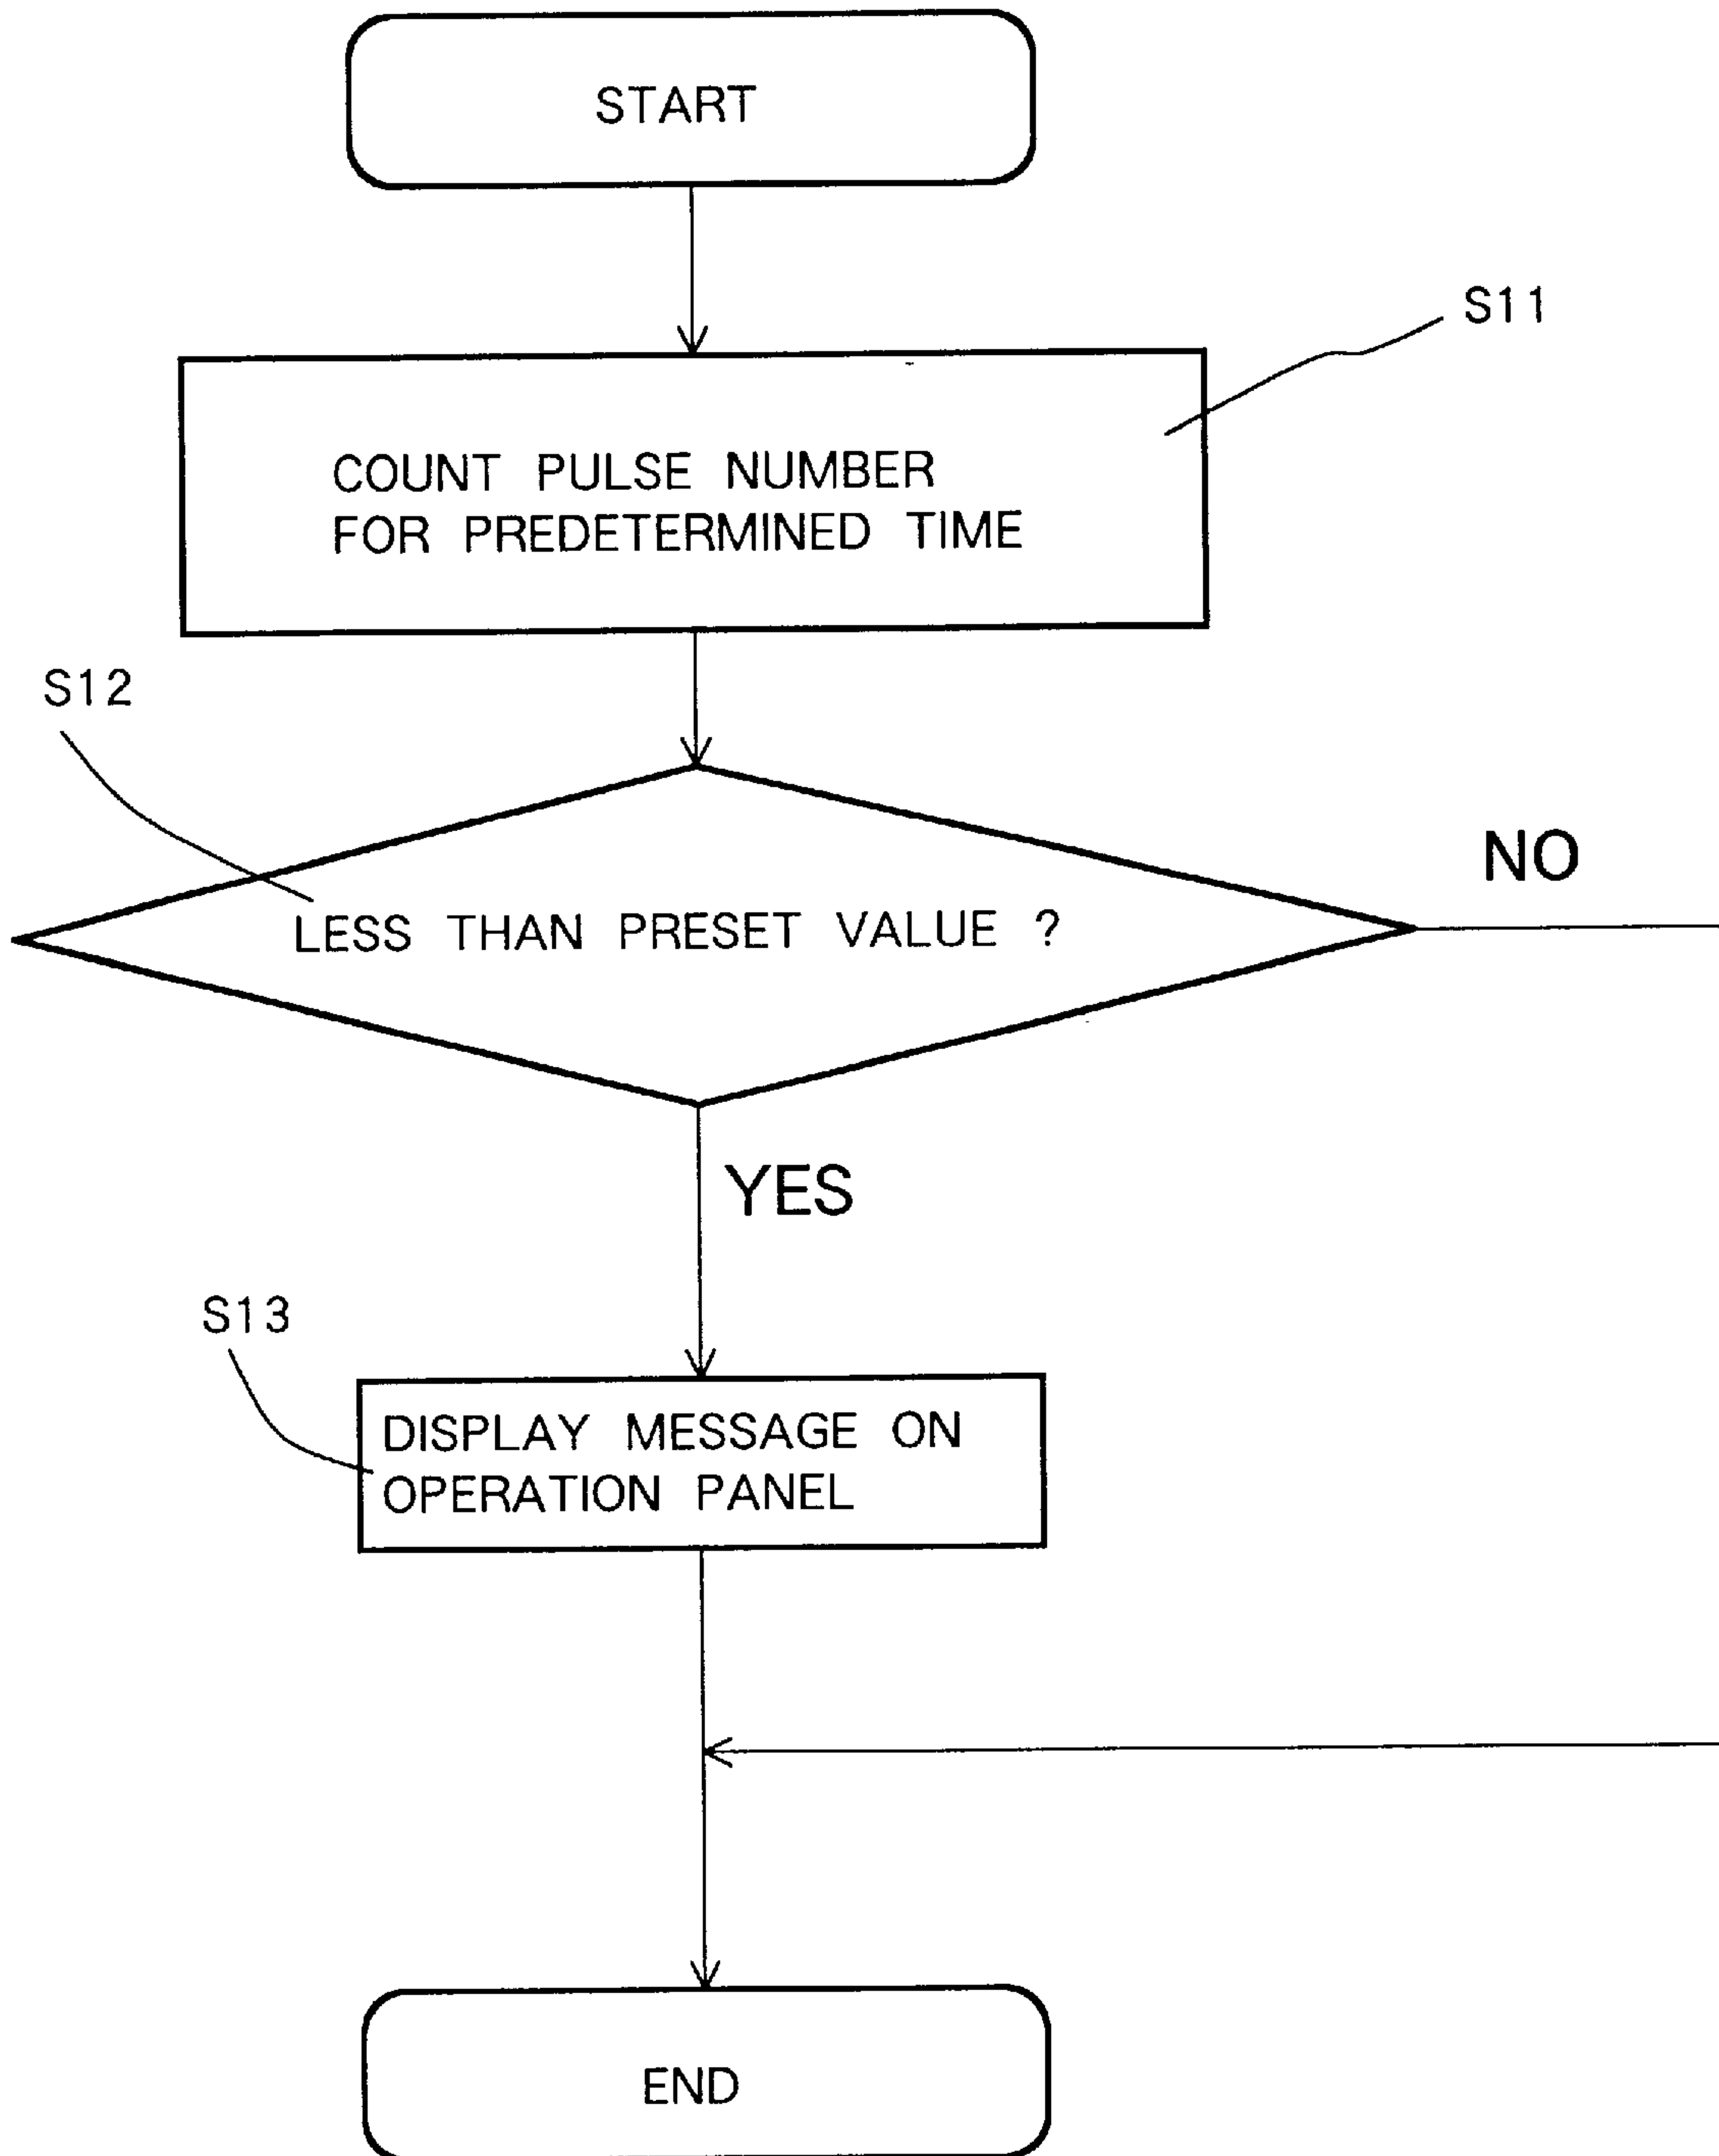 START
S11
COUNT PULSE NUMBER
FOR PREDETERMINED TIME
S12
NO
LESS THAN PRESET VALUE ?
YES
S13
DISPLAY MESSAGE ON
OPERATION PANEL
END